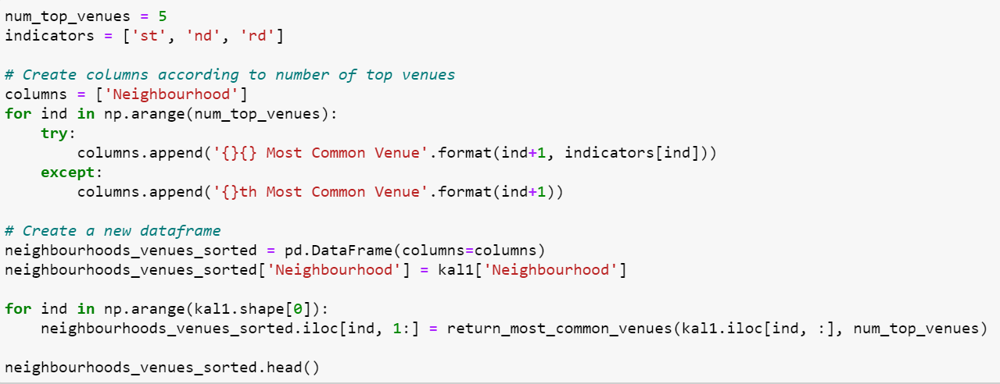 num_top_venues = 5
indicators = ['st', 'nd', 'rd']
# Create columns according to number of top venues
columns = ['Neighbourhood']
for ind in np.arange(num_top_venues):
    try:
        columns.append('{}{} Most Common Venue'.format(ind+1, indicators[ind]))
    except:
        columns.append('{}th Most Common Venue'.format(ind+1))
# Create a new dataframe
neighbourhoods_venues_sorted = pd.DataFrame(columns=columns)
neighbourhoods_venues_sorted['Neighbourhood'] = kal1['Neighbourhood']
for ind in np.arange(kal1.shape[0]):
    neighbourhoods_venues_sorted.iloc[ind, 1:] = return_most_common_venues(kal1.iloc[ind, :], num_top_venues)
neighbourhoods_venues_sorted.head()